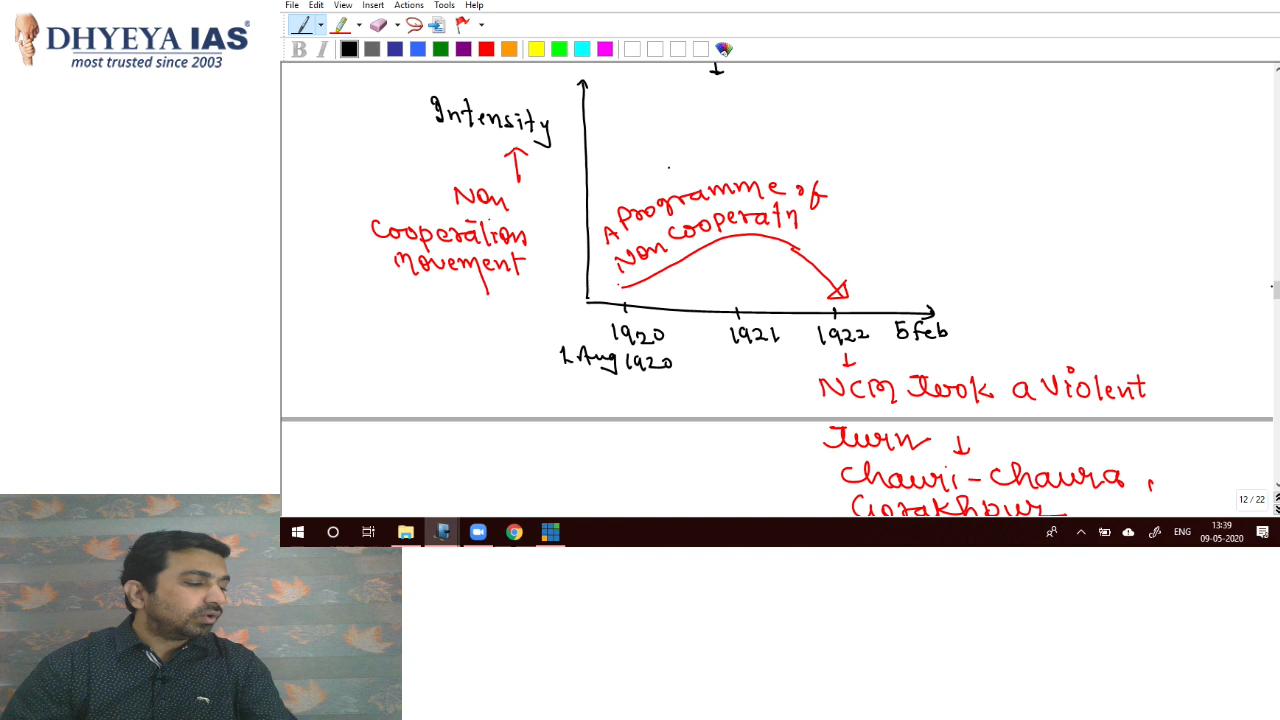 File Edit View Insert Actions Tools Help
DHYEYA IAS
most trusted since 2003
B I
Intensity
Non
Cooperation
Movement
A Programme of
Non cooperatn
1920 1921 1922 5 Feb
1 Aug 1920
NCM Took a Violent
Turn
Chauri-Chaura,
Gorakhpur
12 / 22
ENG
13:39
09-05-2020